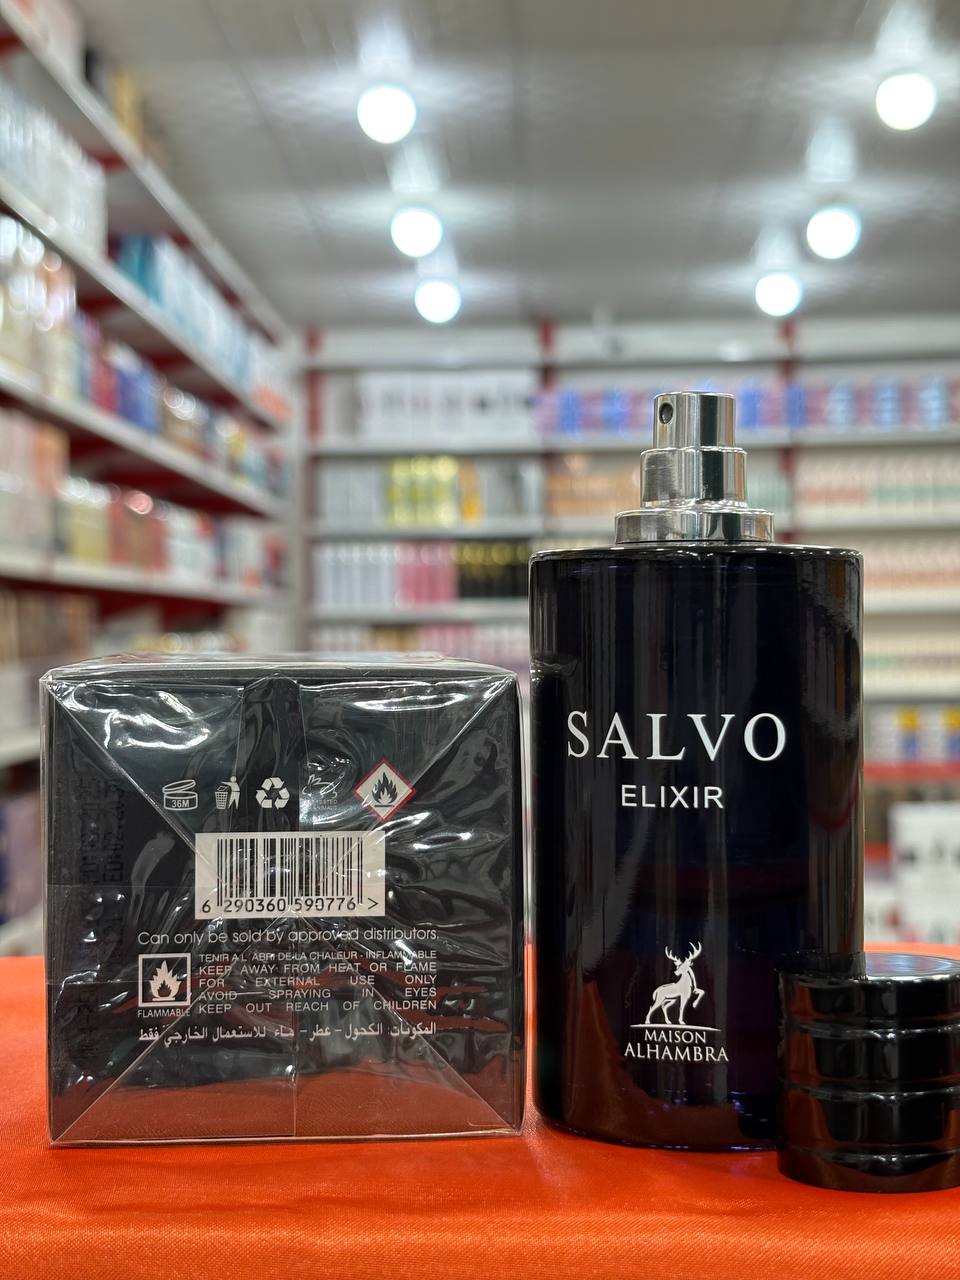 36M
6 290360 590776 >
Can only be sold by approved distributors.
TENIR A L'ABRI DE LA CHALEUR - INFLAMMABLE
KEEP AWAY FROM HEAT OR FLAME
FOR EXTERNAL USE ONLY
AVOID SPRAYING IN EYES
KEEP OUT REACH OF CHILDREN
FLAMMABLE
المكونات: الكحول - عطر - ماء للاستعمال الخارجي فقط
SALVO
ELIXIR
MAISON
ALHAMBRA